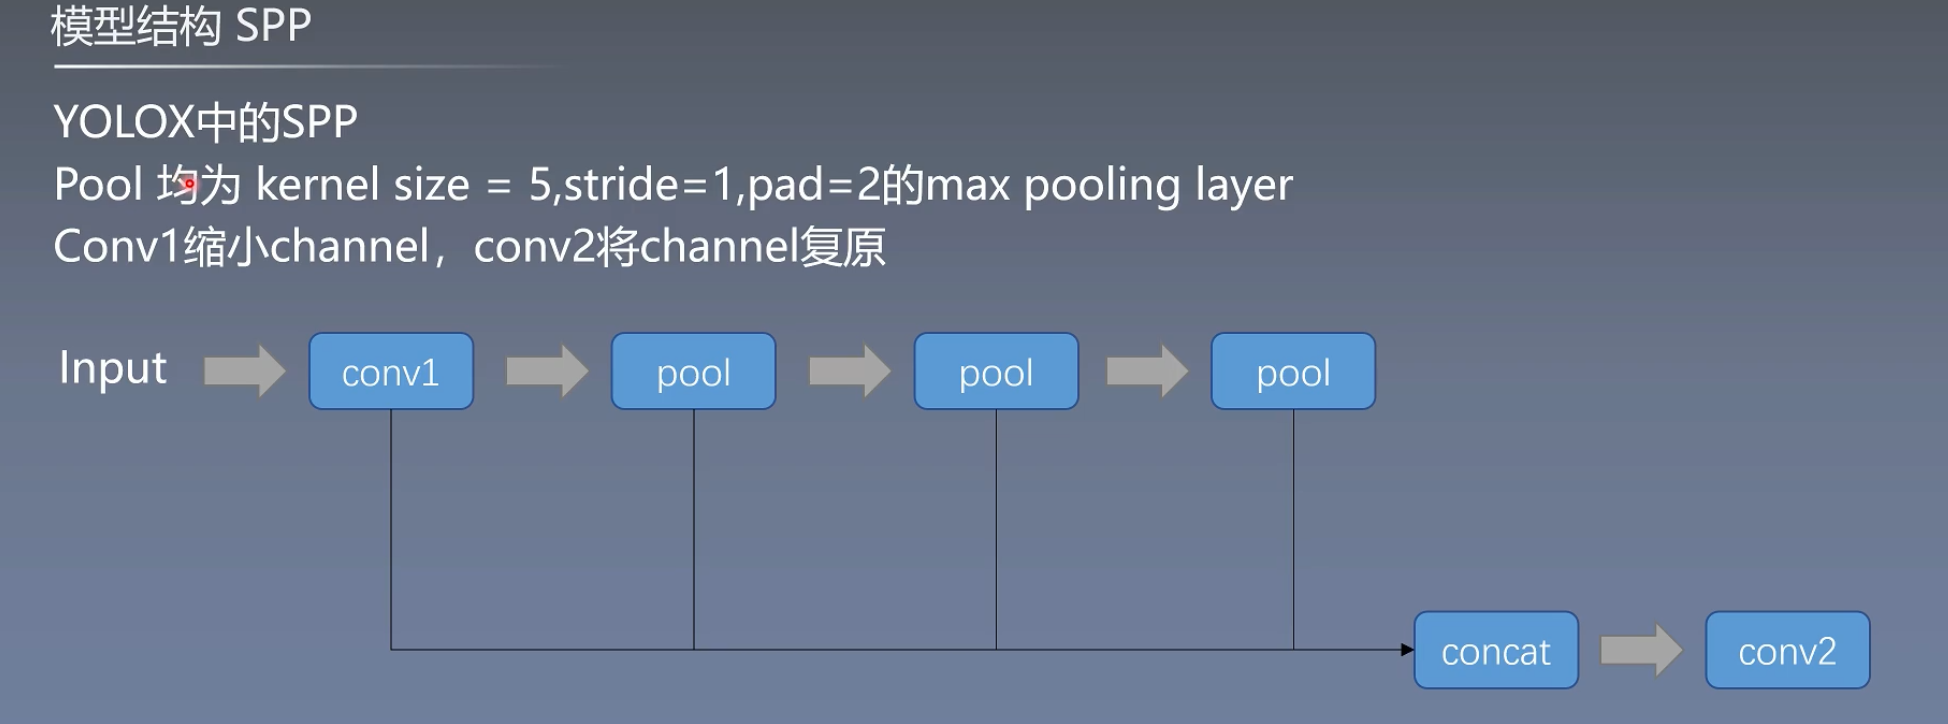 模型结构 SPP
YOLOX中的SPP
Pool 均为 kernel size = 5,stride=1,pad=2的max pooling layer
Conv1缩小channel，conv2将channel复原
Input conv1 pool pool pool
concat conv2